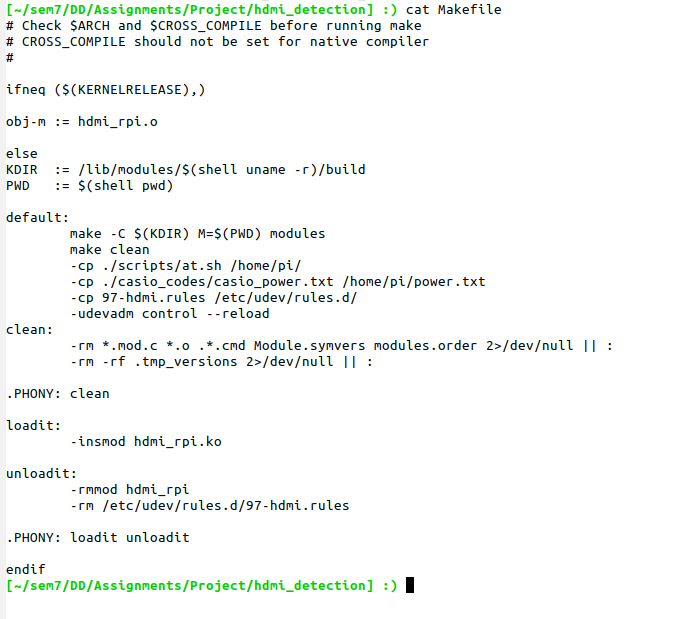 [~/sem7/DD/Assignments/Project/hdmi_detection] :) cat Makefile
# Check $ARCH and $CROSS_COMPILE before running make
# CROSS_COMPILE should not be set for native compiler
#
ifneq ($(KERNELRELEASE),)
obj-m := hdmi_rpi.o
else
KDIR  := /lib/modules/$(shell uname -r)/build
PWD   := $(shell pwd)
default:
        make -C $(KDIR) M=$(PWD) modules
        make clean
        -cp ./scripts/at.sh /home/pi/
        -cp ./casio_codes/casio_power.txt /home/pi/power.txt
        -cp 97-hdmi.rules /etc/udev/rules.d/
        -udevadm control --reload
clean:
        -rm *.mod.c *.o .*.cmd Module.symvers modules.order 2>/dev/null || :
        -rm -rf .tmp_versions 2>/dev/null || :
.PHONY: clean
loadit:
        -insmod hdmi_rpi.ko
unloadit:
        -rmmod hdmi_rpi
        -rm /etc/udev/rules.d/97-hdmi.rules
.PHONY: loadit unloadit
endif
[~/sem7/DD/Assignments/Project/hdmi_detection] :)